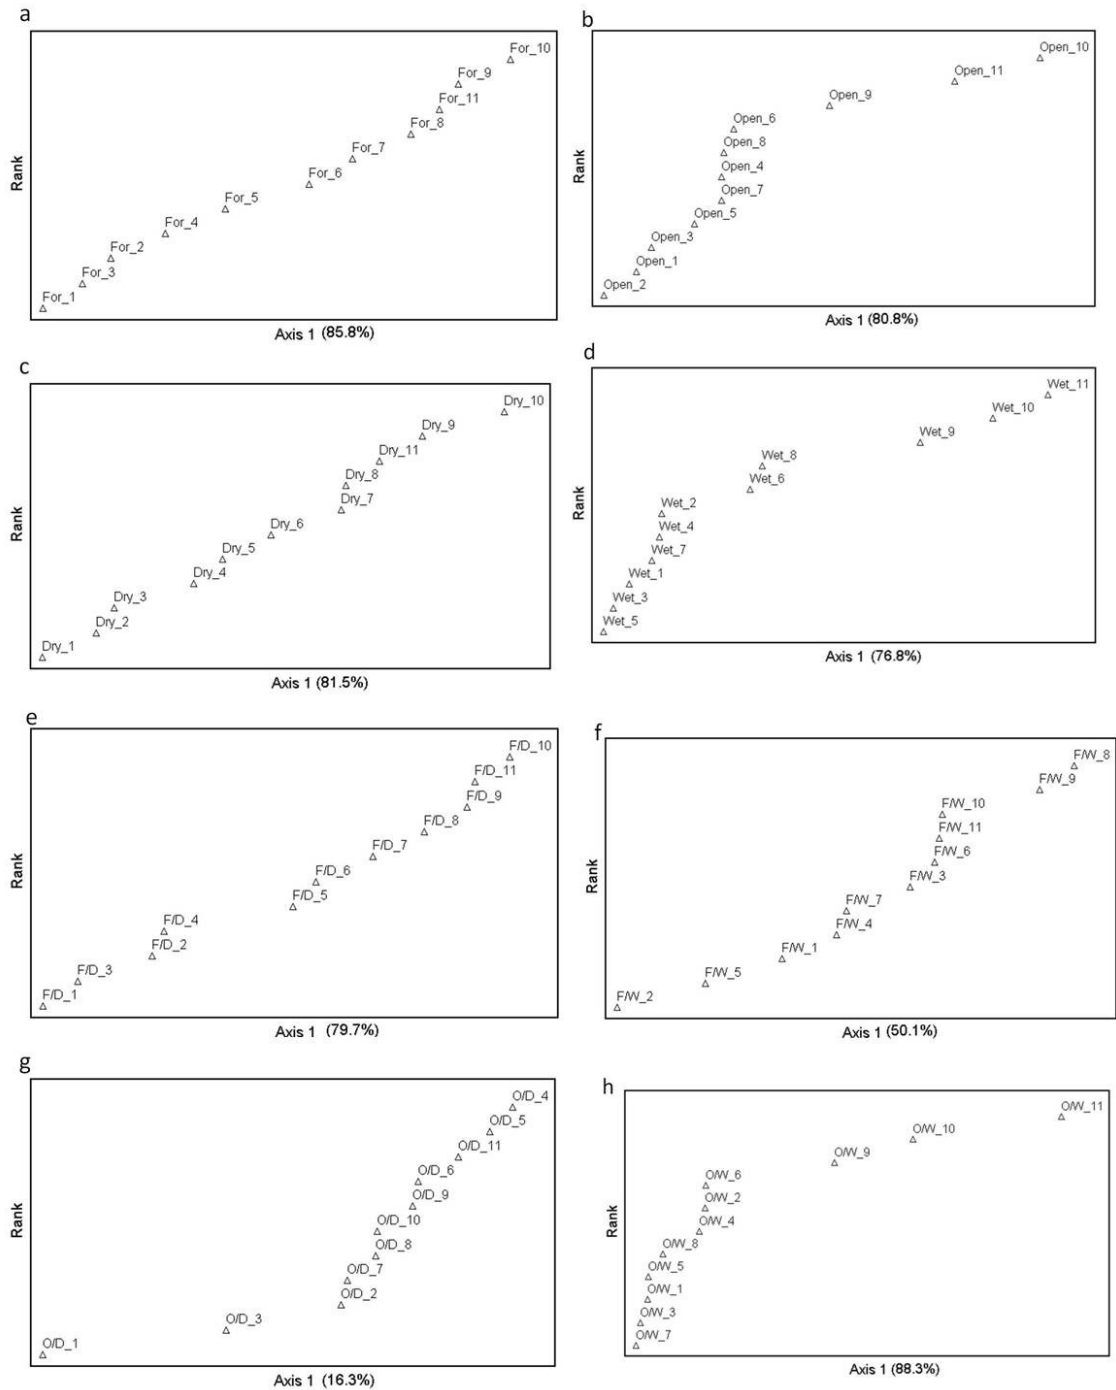 a
For_10
For_9
For_11
For_8
For_7
For_6
For_5
For_4
For_2
For_3
For_1
Rank
Axis 1 (85.8%)
b
Open_10
Open_11
Open_9
Open_6
Open_8
Open_4
Open_7
Open_5
Open_3
Open_1
Open_2
Rank
Axis 1 (80.8%)
c
Dry_10
Dry_9
Dry_11
Dry_8
Dry_7
Dry_6
Dry_5
Dry_4
Dry_3
Dry_2
Dry_1
Rank
Axis 1 (81.5%)
d
Wet_11
Wet_10
Wet_9
Wet_8
Wet_6
Wet_2
Wet_4
Wet_7
Wet_1
Wet_3
Wet_5
Rank
Axis 1 (76.8%)
e
F/D_10
F/D_11
F/D_9
F/D_8
F/D_7
F/D_6
F/D_5
F/D_4
F/D_2
F/D_3
F/D_1
Rank
Axis 1 (79.7%)
f
F/W_8
F/W_9
F/W_10
F/W_11
F/W_6
F/W_3
F/W_7
F/W_4
F/W_1
F/W_5
F/W_2
Rank
Axis 1 (50.1%)
g
O/D_4
O/D_5
O/D_11
O/D_6
O/D_9
O/D_10
O/D_8
O/D_7
O/D_2
O/D_3
O/D_1
Rank
Axis 1 (16.3%)
h
O/W_11
O/W_10
O/W_9
O/W_6
O/W_2
O/W_4
O/W_8
O/W_5
O/W_1
O/W_3
O/W_7
Rank
Axis 1 (88.3%)